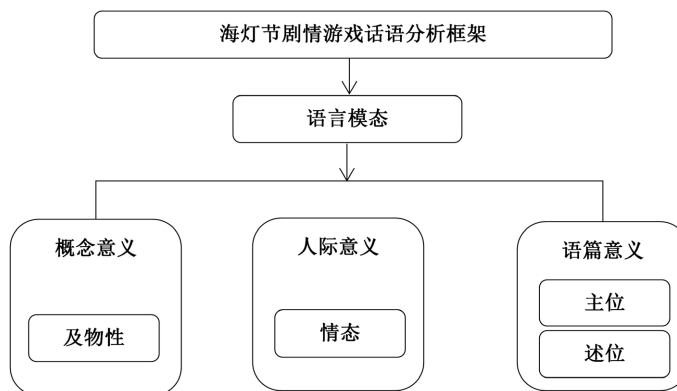 海灯节剧情游戏话语分析框架
语言模态
概念意义
人际意义
语篇意义
及物性
情态
主位
述位